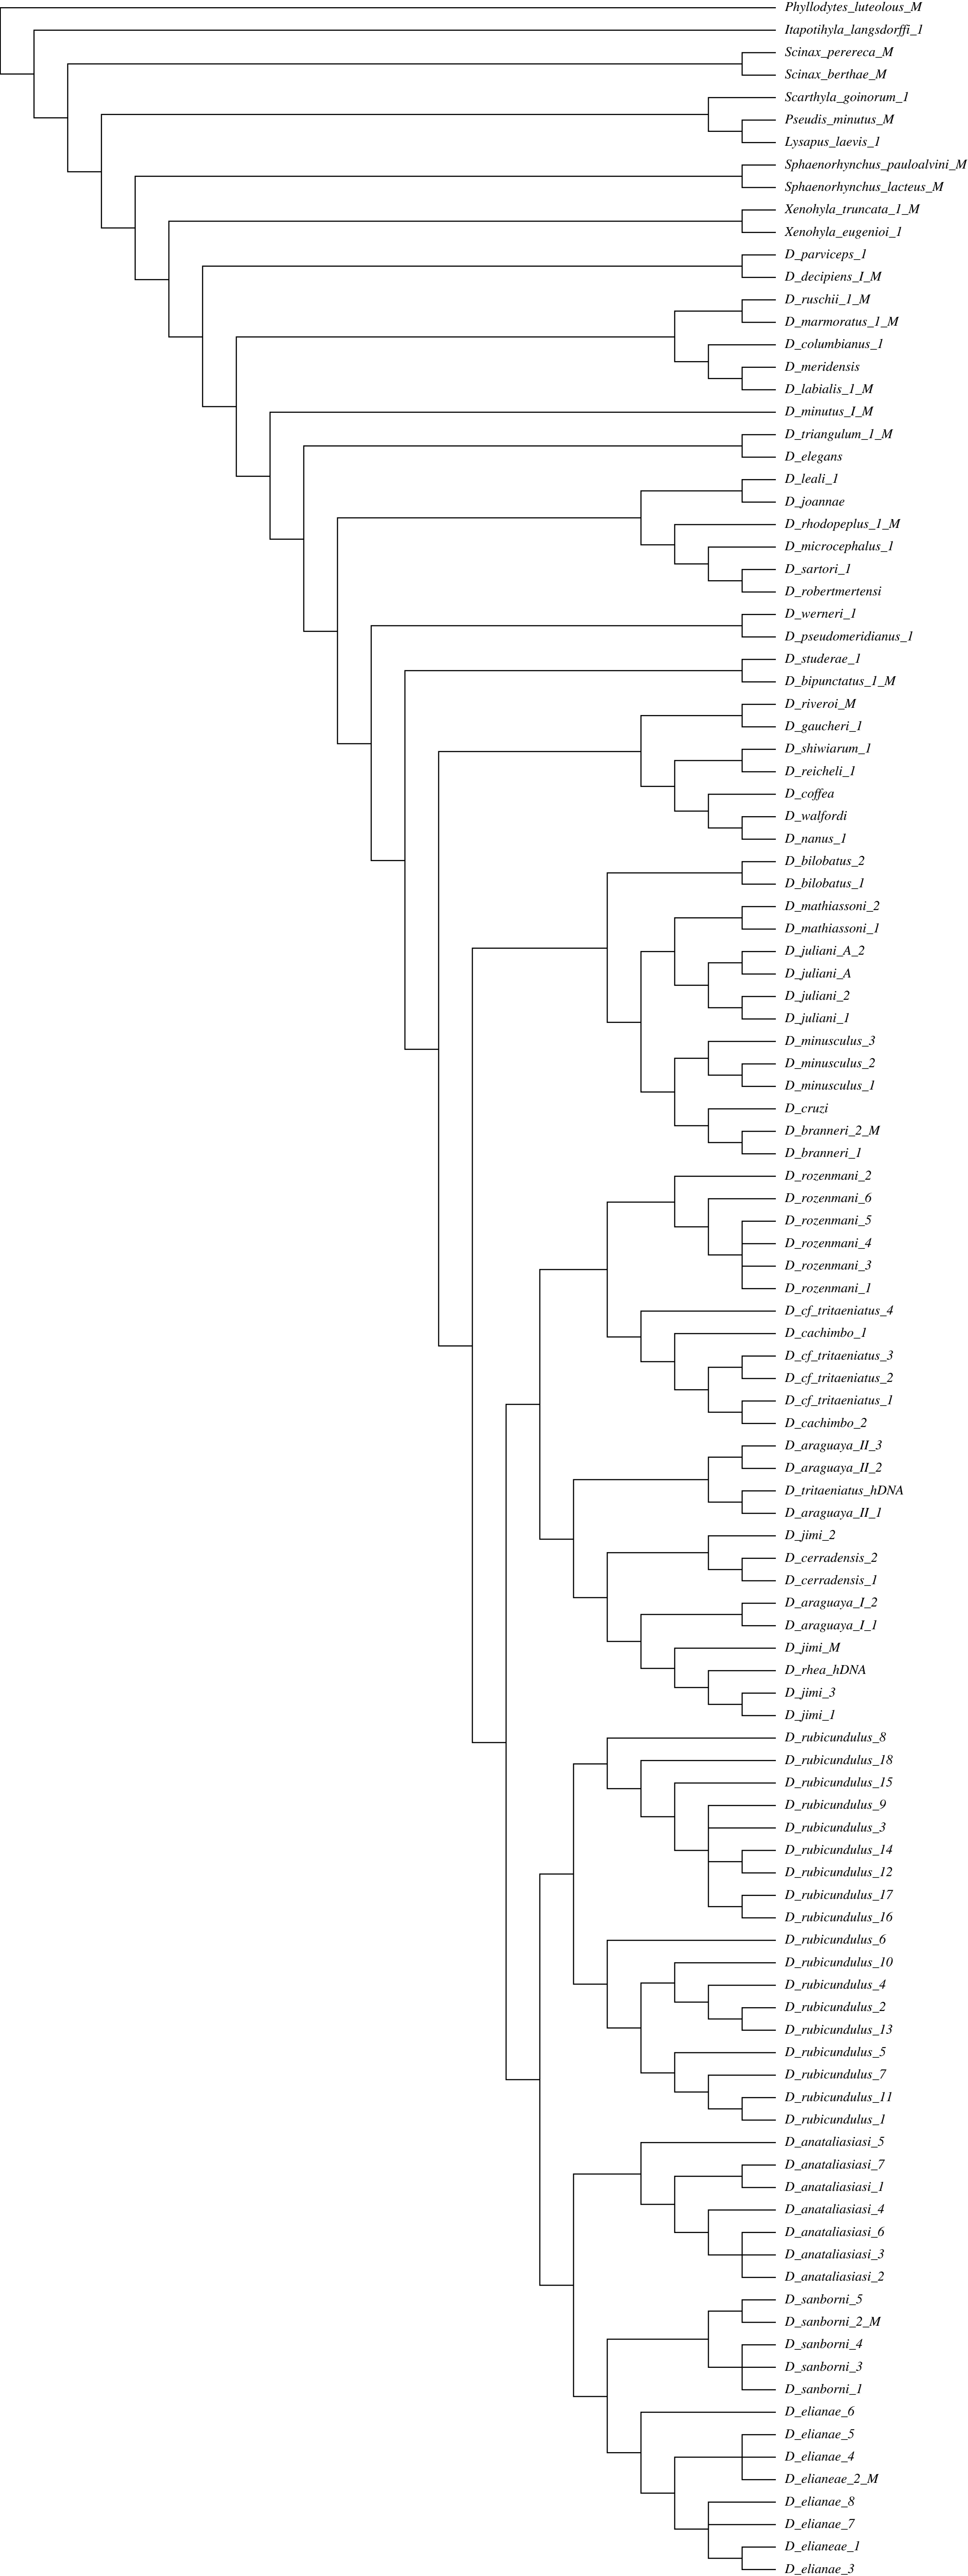 Phyllodytes_luteolous_M
Itapotihyla_langsdorffi_1
Scinax_perereca_M
Scinax_berthae_M
Scarthyla_goinorum_1
Pseudis_minutus_M
Lysapus_laevis_1
Sphaenorhynchus_pauloalvini_M
Sphaenorhynchus_lacteus_M
Xenohyla_truncata_1_M
Xenohyla_eugenioi_1
D_parviceps_1
D_decipiens_I_M
D_ruschii_1_M
D_marmoratus_1_M
D_columbianus_1
D_meridensis
D_labialis_1_M
D_minutus_I_M
D_triangulum_1_M
D_elegans
D_leali_1
D_joannae
D_rhodopeplus_1_M
D_microcephalus_1
D_sartori_1
D_robertmertensi
D_werneri_1
D_pseudomeridianus_1
D_studerae_1
D_bipunctatus_1_M
D_riveroi_M
D_gaucheri_1
D_shiwiarum_1
D_reicheli_1
D_coffea
D_walfordi
D_nanus_1
D_bilobatus_2
D_bilobatus_1
D_mathiassoni_2
D_mathiassoni_1
D_juliani_A_2
D_juliani_A
D_juliani_2
D_juliani_1
D_minusculus_3
D_minusculus_2
D_minusculus_1
D_cruzi
D_branneri_2_M
D_branneri_1
D_rozenmani_2
D_rozenmani_6
D_rozenmani_5
D_rozenmani_4
D_rozenmani_3
D_rozenmani_1
D_cf_tritaeniatus_4
D_cachimbo_1
D_cf_tritaeniatus_3
D_cf_tritaeniatus_2
D_cf_tritaeniatus_1
D_cachimbo_2
D_araguaya_II_3
D_araguaya_II_2
D_tritaeniatus_hDNA
D_araguaya_II_1
D_jimi_2
D_cerradensis_2
D_cerradensis_1
D_araguaya_I_2
D_araguaya_I_1
D_jimi_M
D_rhea_hDNA
D_jimi_3
D_jimi_1
D_rubicundulus_8
D_rubicundulus_18
D_rubicundulus_15
D_rubicundulus_9
D_rubicundulus_3
D_rubicundulus_14
D_rubicundulus_12
D_rubicundulus_17
D_rubicundulus_16
D_rubicundulus_6
D_rubicundulus_10
D_rubicundulus_4
D_rubicundulus_2
D_rubicundulus_13
D_rubicundulus_5
D_rubicundulus_7
D_rubicundulus_11
D_rubicundulus_1
D_anataliasiasi_5
D_anataliasiasi_7
D_anataliasiasi_1
D_anataliasiasi_4
D_anataliasiasi_6
D_anataliasiasi_3
D_anataliasiasi_2
D_sanborni_5
D_sanborni_2_M
D_sanborni_4
D_sanborni_3
D_sanborni_1
D_elianae_6
D_elianae_5
D_elianae_4
D_elianeae_2_M
D_elianae_8
D_elianae_7
D_elianeae_1
D_elianae_3